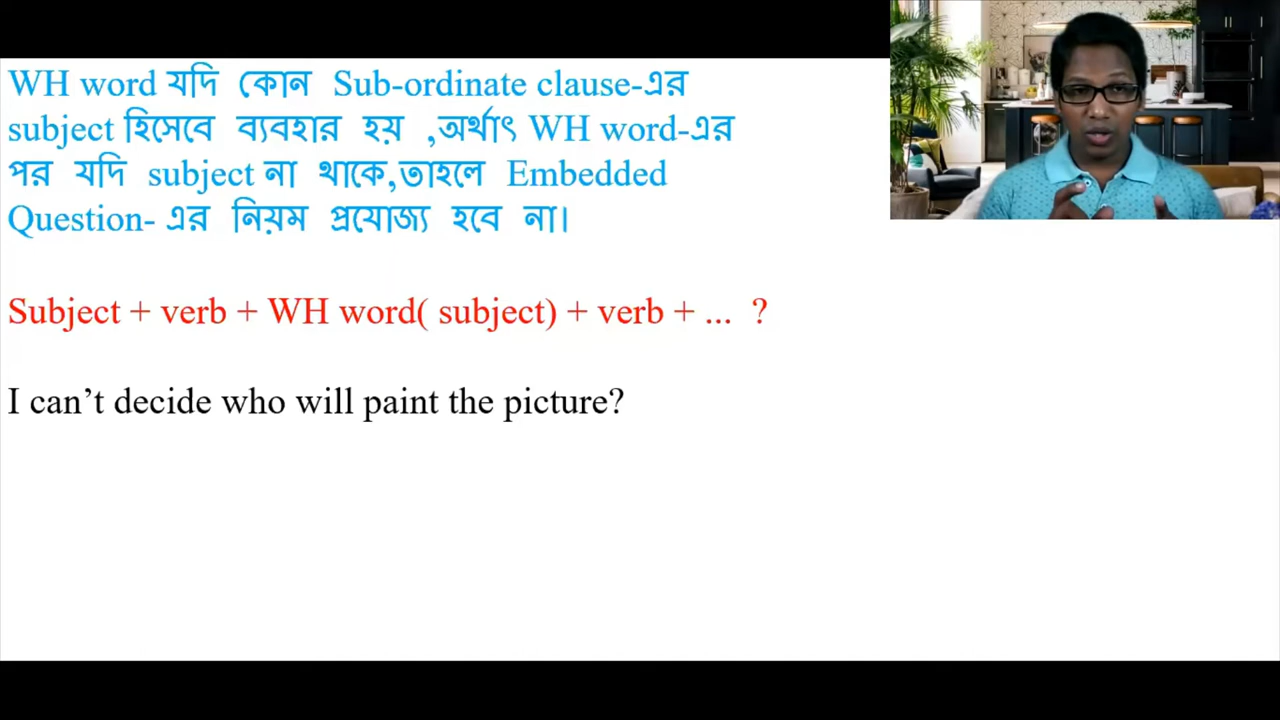 WH word যদি কোন Sub-ordinate clause-এর
subject হিসেবে ব্যবহার হয় ,অর্থাৎ WH word-এর
পর যদি subject না থাকে,তাহলে Embedded
Question- এর নিয়ম প্রযোজ্য হবে না।
Subject + verb + WH word( subject) + verb + ... ?
I can’t decide who will paint the picture?